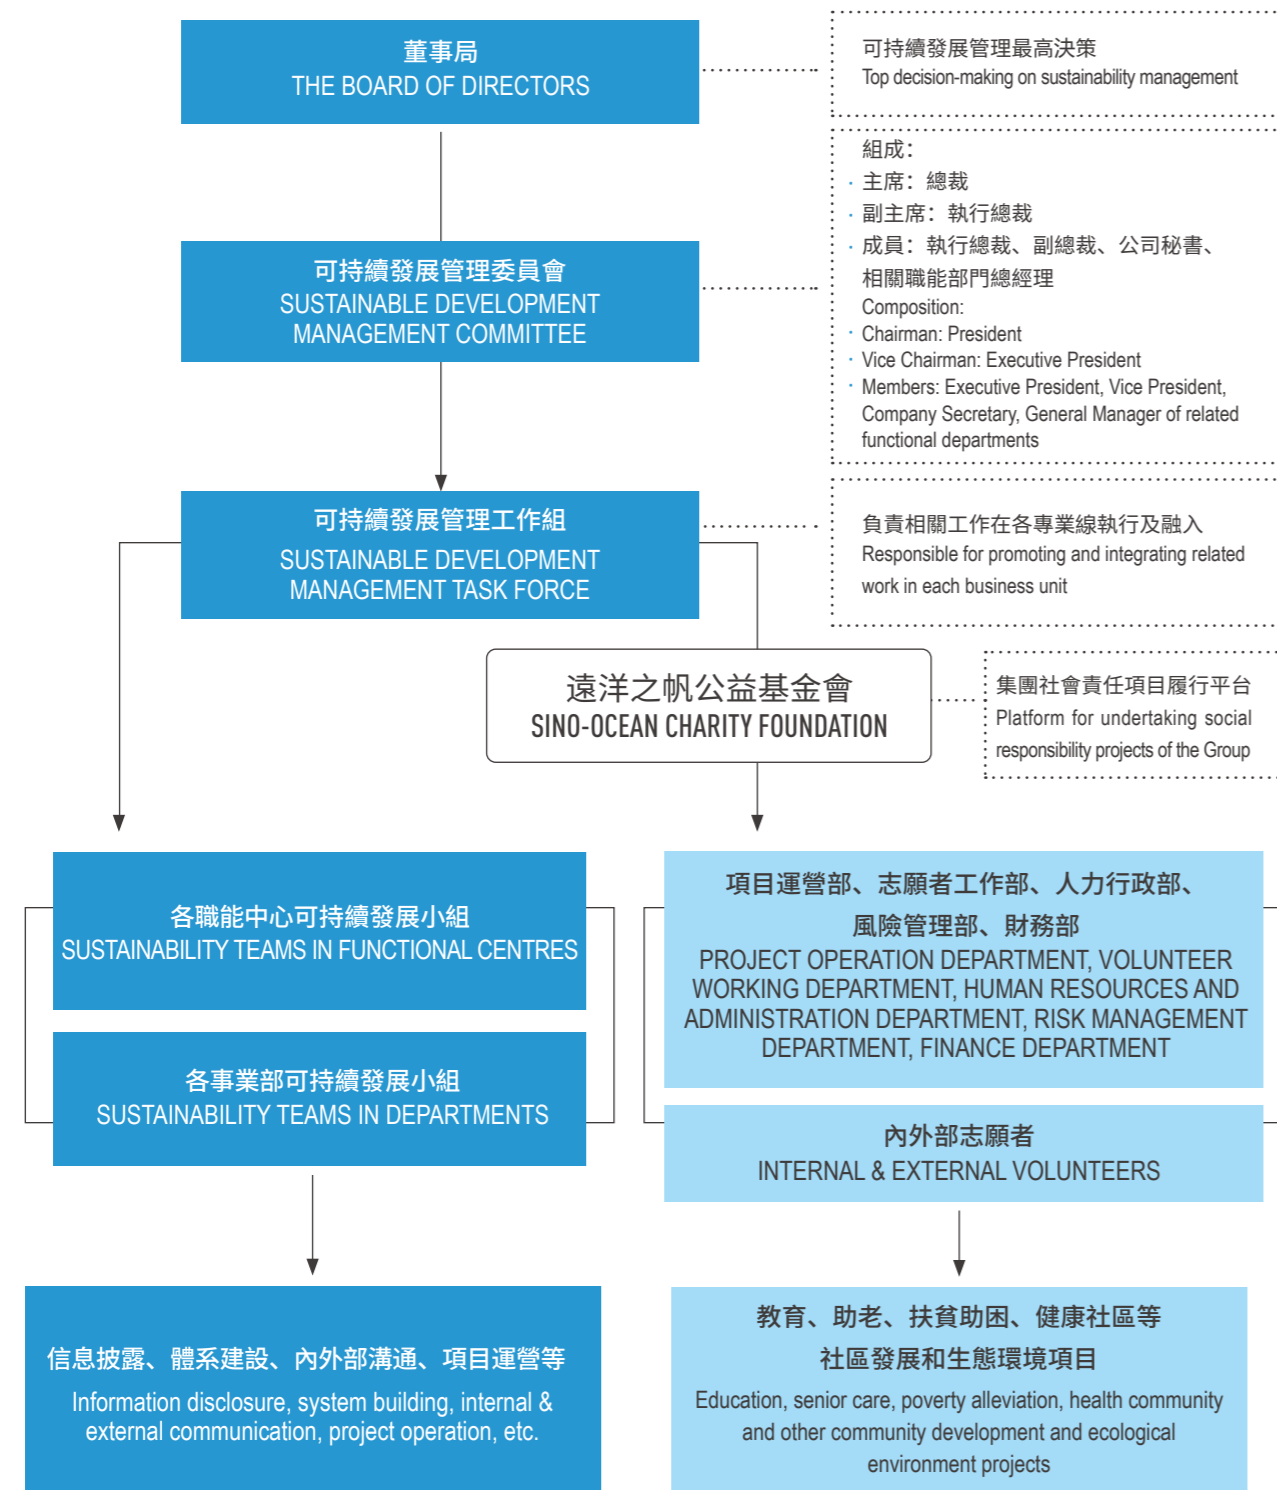 董事局
THE BOARD OF DIRECTORS
可持續發展管理最高決策
Top decision-making on sustainability management
可持續發展管理委員會
SUSTAINABLE DEVELOPMENT
MANAGEMENT COMMITTEE
組成：
· 主席：總裁
· 副主席：執行總裁
· 成員：執行總裁、副總裁、公司秘書、
相關職能部門總經理
Composition:
· Chairman: President
· Vice Chairman: Executive President
· Members: Executive President, Vice President,
Company Secretary, General Manager of related
functional departments
可持續發展管理工作組
SUSTAINABLE DEVELOPMENT
MANAGEMENT TASK FORCE
負責相關工作在各專業線執行及融入
Responsible for promoting and integrating related
work in each business unit
遠洋之帆公益基金會
SINO-OCEAN CHARITY FOUNDATION
集團社會責任項目履行平台
Platform for undertaking social
responsibility projects of the Group
各職能中心可持續發展小組
SUSTAINABILITY TEAMS IN FUNCTIONAL CENTRES
各事業部可持續發展小組
SUSTAINABILITY TEAMS IN DEPARTMENTS
項目運營部、志願者工作部、人力行政部、
風險管理部、財務部
PROJECT OPERATION DEPARTMENT, VOLUNTEER
WORKING DEPARTMENT, HUMAN RESOURCES AND
ADMINISTRATION DEPARTMENT, RISK MANAGEMENT
DEPARTMENT, FINANCE DEPARTMENT
內外部志願者
INTERNAL & EXTERNAL VOLUNTEERS
信息披露、體系建設、內外部溝通、項目運營等
Information disclosure, system building, internal &
external communication, project operation, etc.
教育、助老、扶貧助困、健康社區等
社區發展和生態環境項目
Education, senior care, poverty alleviation, health community
and other community development and ecological
environment projects